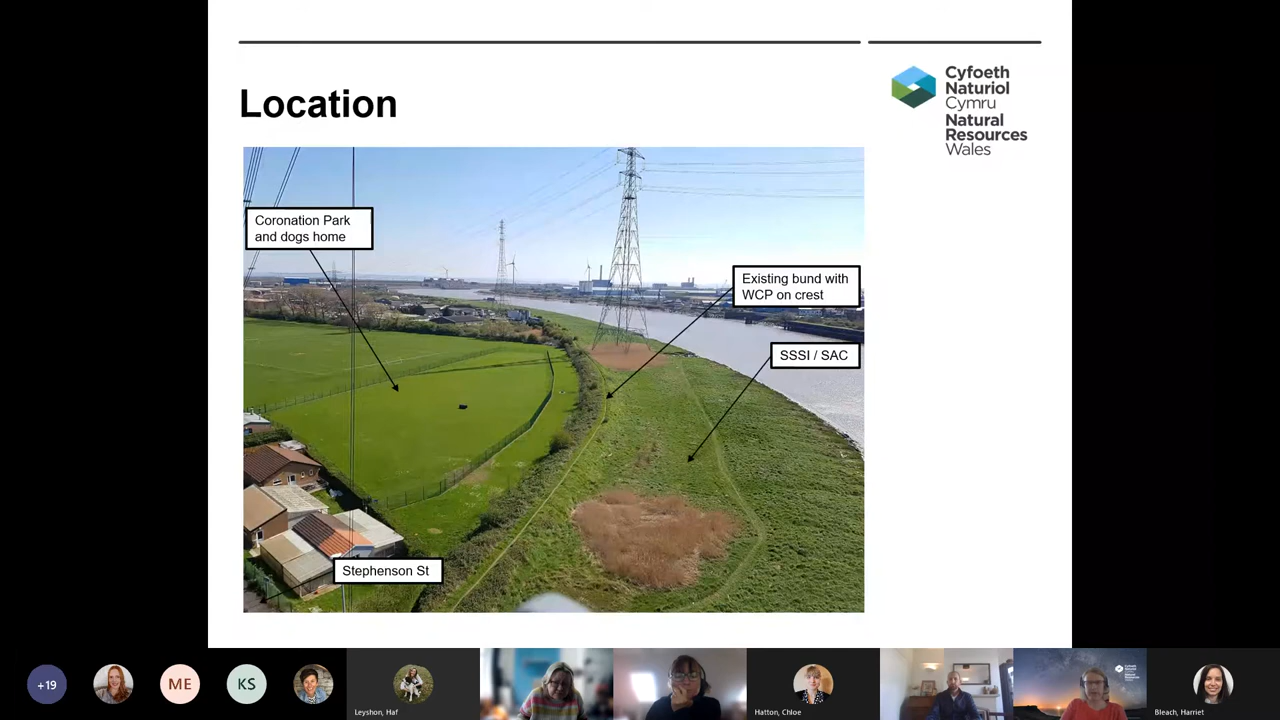 Location
Cyfoeth
Naturiol
Cymru
Natural
Resources
Wales
Coronation Park
and dogs home
Existing bund with
WCP on crest
SSSI / SAC
Stephenson St
+19
ME
KS
Leyshon, Haf
Hatton, Chloe
Bleach, Harriet